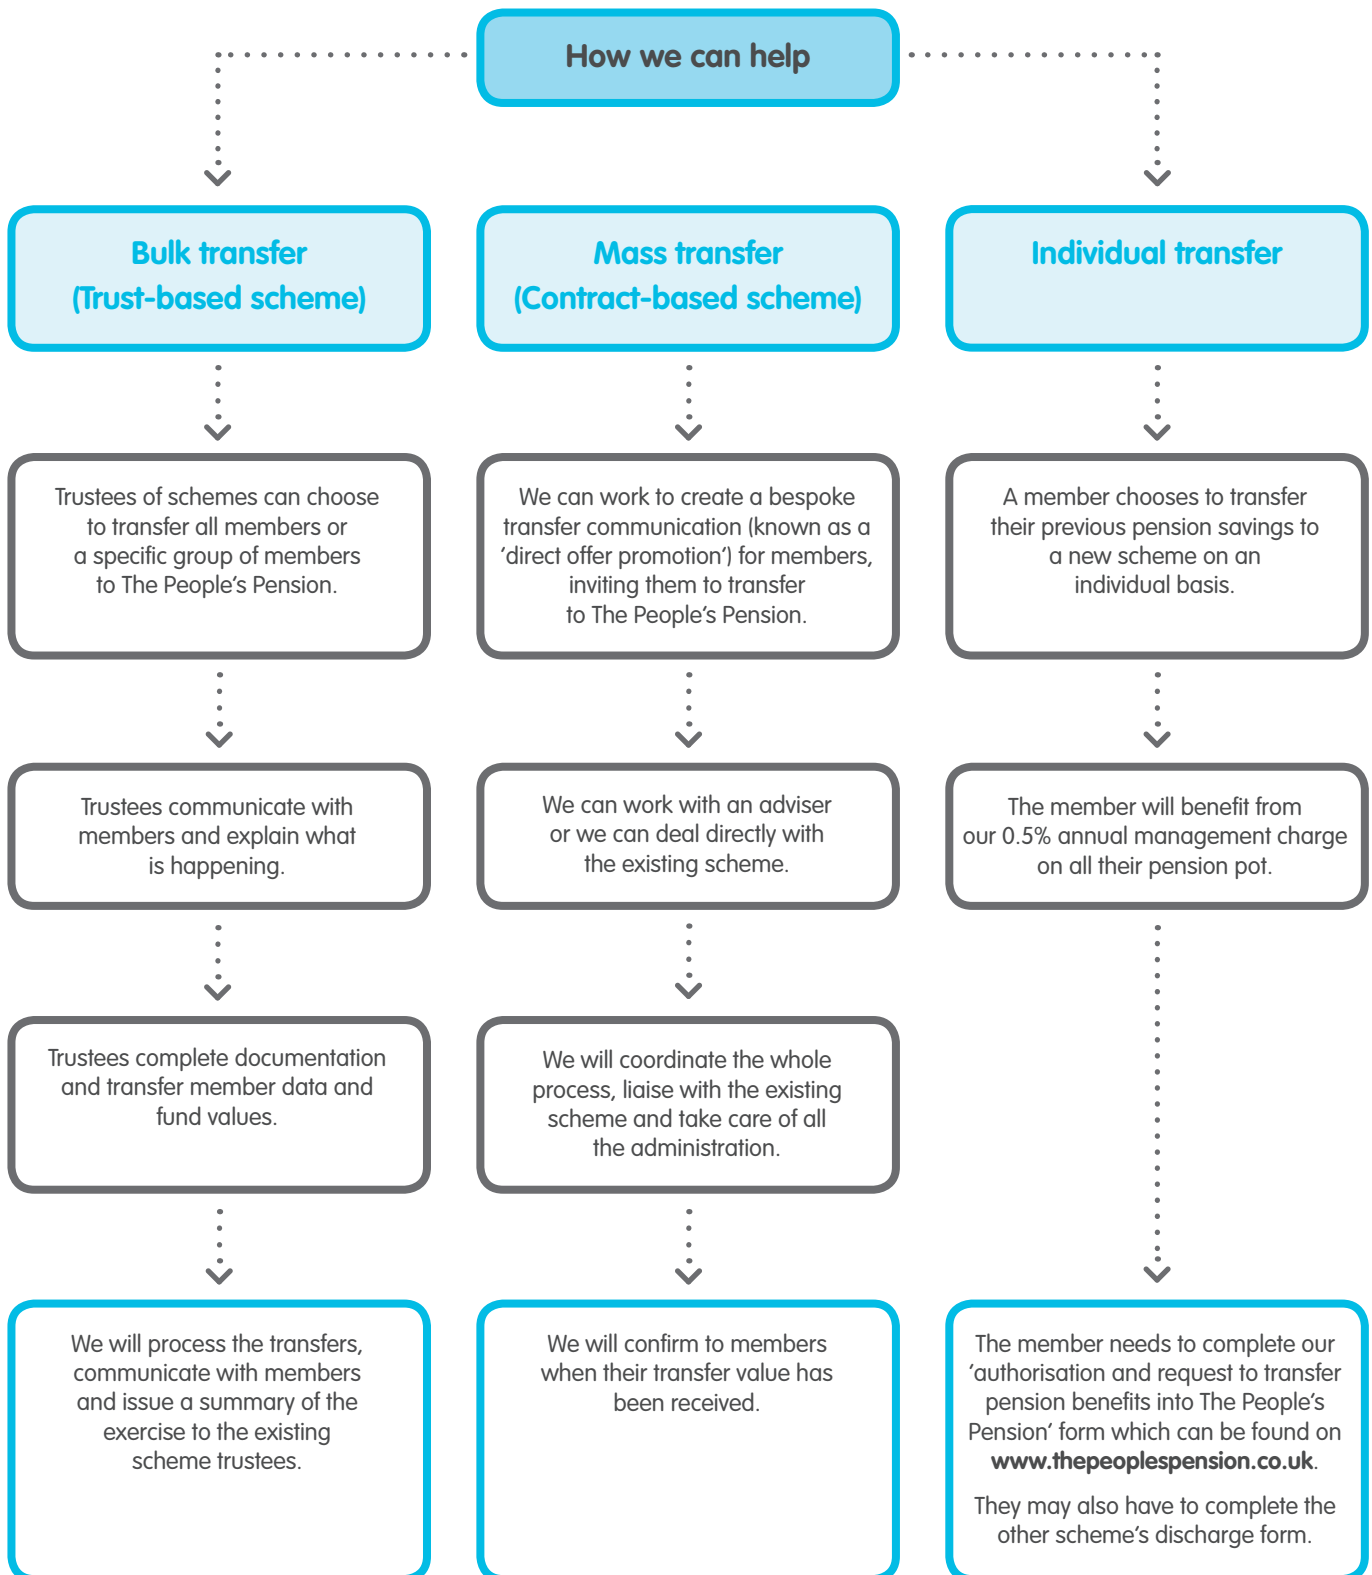 How we can help
Bulk transfer
(Trust-based scheme)
Mass transfer
(Contract-based scheme)
Individual transfer
Trustees of schemes can choose
to transfer all members or
a specific group of members
to The People’s Pension.
We can work to create a bespoke
transfer communication (known as a
‘direct offer promotion’) for members,
inviting them to transfer
to The People’s Pension.
A member chooses to transfer
their previous pension savings to
a new scheme on an
individual basis.
Trustees communicate with
members and explain what
is happening.
We can work with an adviser
or we can deal directly with
the existing scheme.
The member will benefit from
our 0.5% annual management charge
on all their pension pot.
Trustees complete documentation
and transfer member data and
fund values.
We will coordinate the whole
process, liaise with the existing
scheme and take care of all
the administration.
We will process the transfers,
communicate with members
and issue a summary of the
exercise to the existing
scheme trustees.
We will confirm to members
when their transfer value has
been received.
The member needs to complete our
‘authorisation and request to transfer
pension benefits into The People’s
Pension’ form which can be found on
www.thepeoplespension.co.uk.
They may also have to complete the
other scheme’s discharge form.